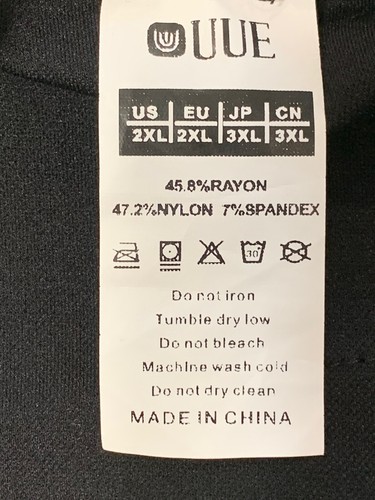 UUE
US EU JP CN
2XL 2XL 3XL 3XL
45.8%RAYON
47.2%NYLON 7%SPANDEX
30
Do not iron
Tumble dry low
Do not bleach
Machine wash cold
Do not dry clean
MADE IN CHINA